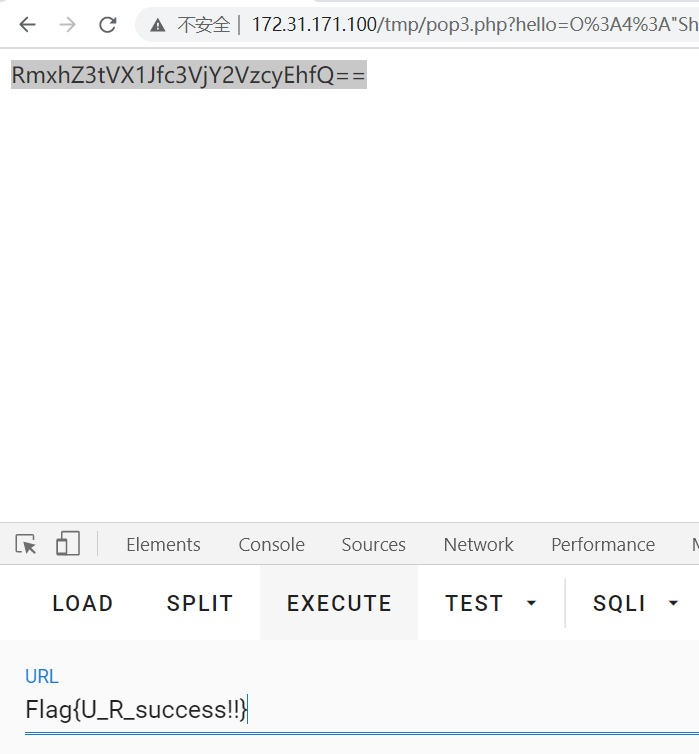 不安全 | 172.31.171.100/tmp/pop3.php?hello=O%3A4%3A"Sh
RmxhZ3tVX1Jfc3VjY2VzcyEhfQ==
Elements Console Sources Network Performance
LOAD SPLIT EXECUTE TEST SQLI
URL
Flag{U_R_success!!}